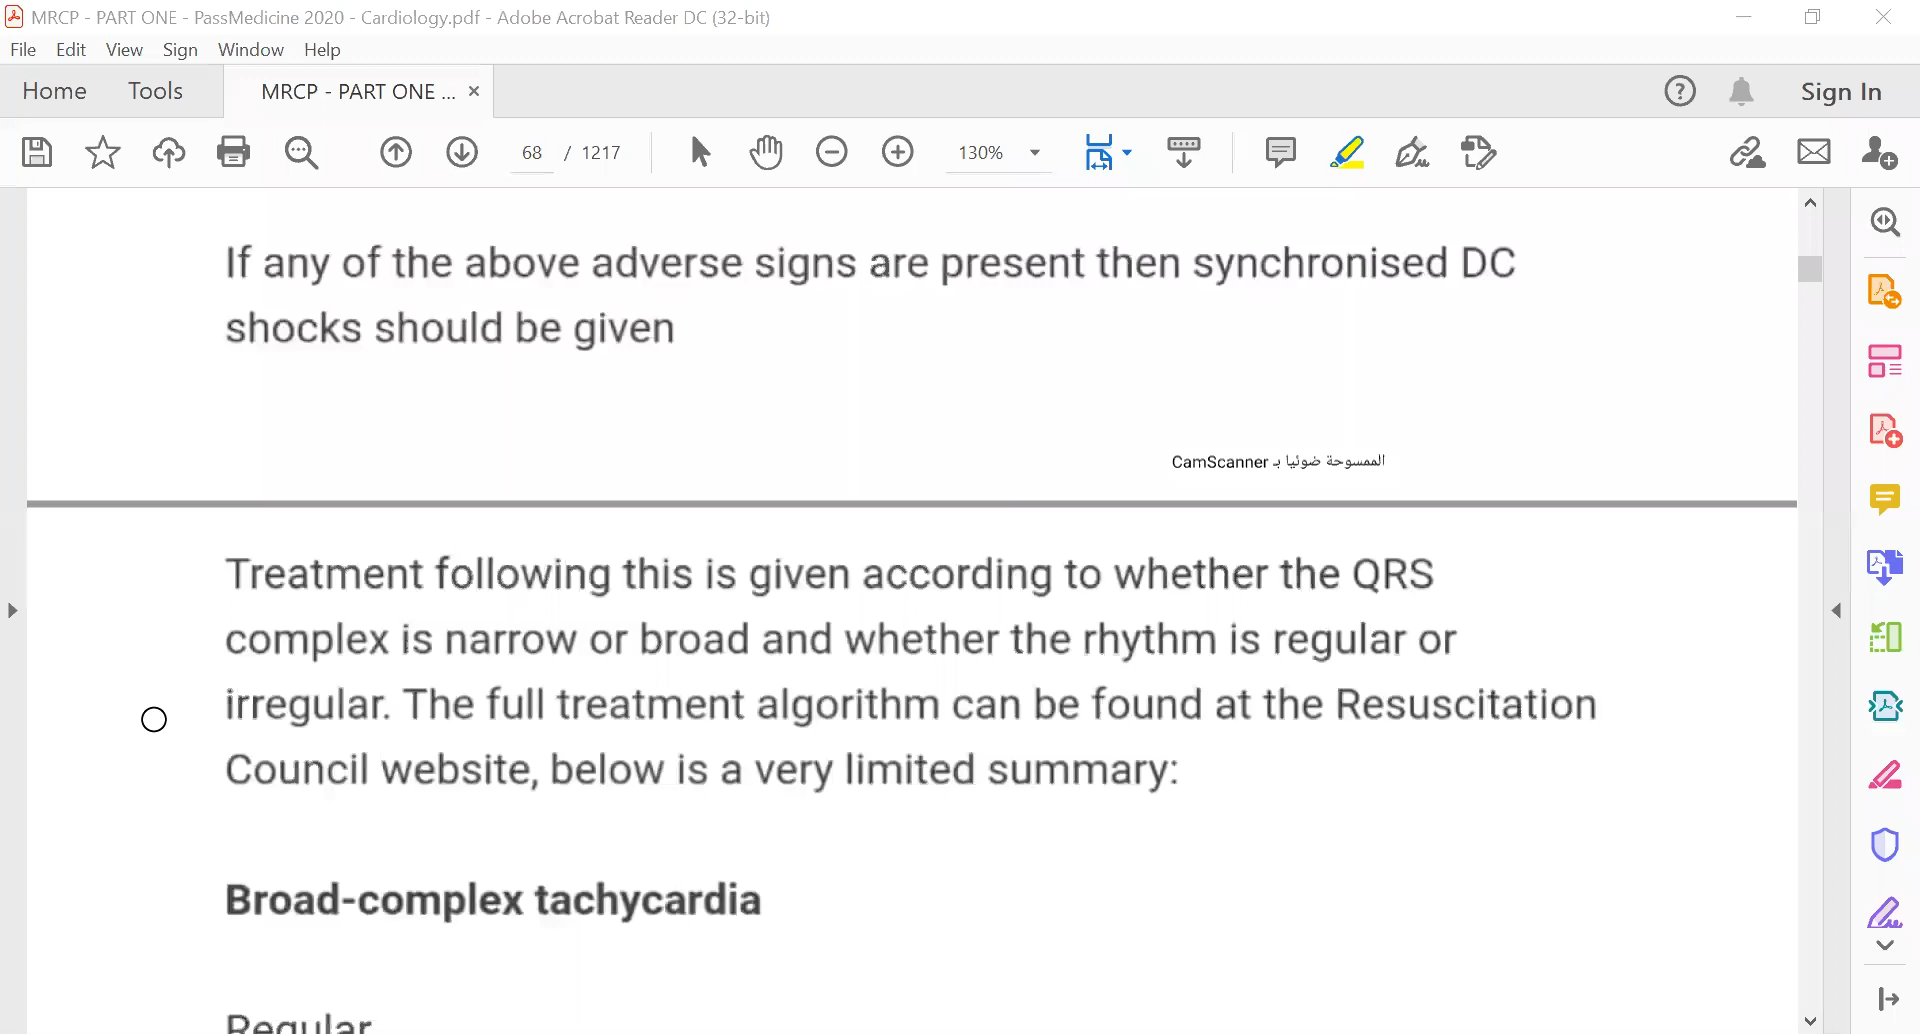 MRCP - PART ONE - PassMedicine 2020 - Cardiology.pdf - Adobe Acrobat Reader DC (32-bit)
File Edit View Sign Window Help
Home Tools MRCP - PART ONE ... × Sign In
68 / 1217 130%
If any of the above adverse signs are present then synchronised DC
shocks should be given
الممسوحة ضوئيا بـ CamScanner
Treatment following this is given according to whether the QRS
complex is narrow or broad and whether the rhythm is regular or
irregular. The full treatment algorithm can be found at the Resuscitation
Council website, below is a very limited summary:
Broad-complex tachycardia
Regular